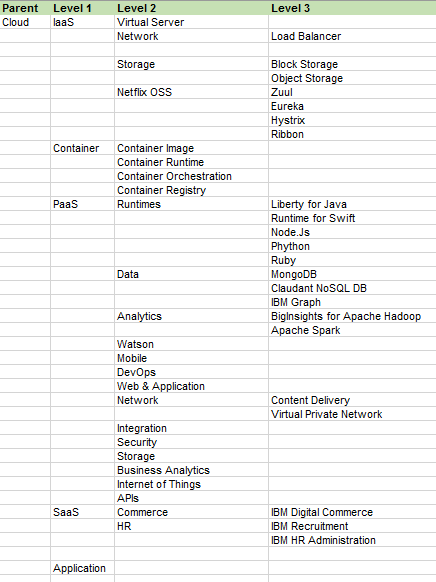 Parent Level 1 Level 2 Level 3
Cloud IaaS Virtual Server
Network Load Balancer
Storage Block Storage
Object Storage
Netflix OSS Zuul
Eureka
Hystrix
Ribbon
Container Container Image
Container Runtime
Container Orchestration
Container Registry
PaaS Runtimes Liberty for Java
Runtime for Swift
Node.Js
Phython
Ruby
Data MongoDB
Claudant NoSQL DB
IBM Graph
Analytics BigInsights for Apache Hadoop
Apache Spark
Watson
Mobile
DevOps
Web & Application
Network Content Delivery
Virtual Private Network
Integration
Security
Storage
Business Analytics
Internet of Things
APIs
SaaS Commerce IBM Digital Commerce
HR IBM Recruitment
IBM HR Administration
Application